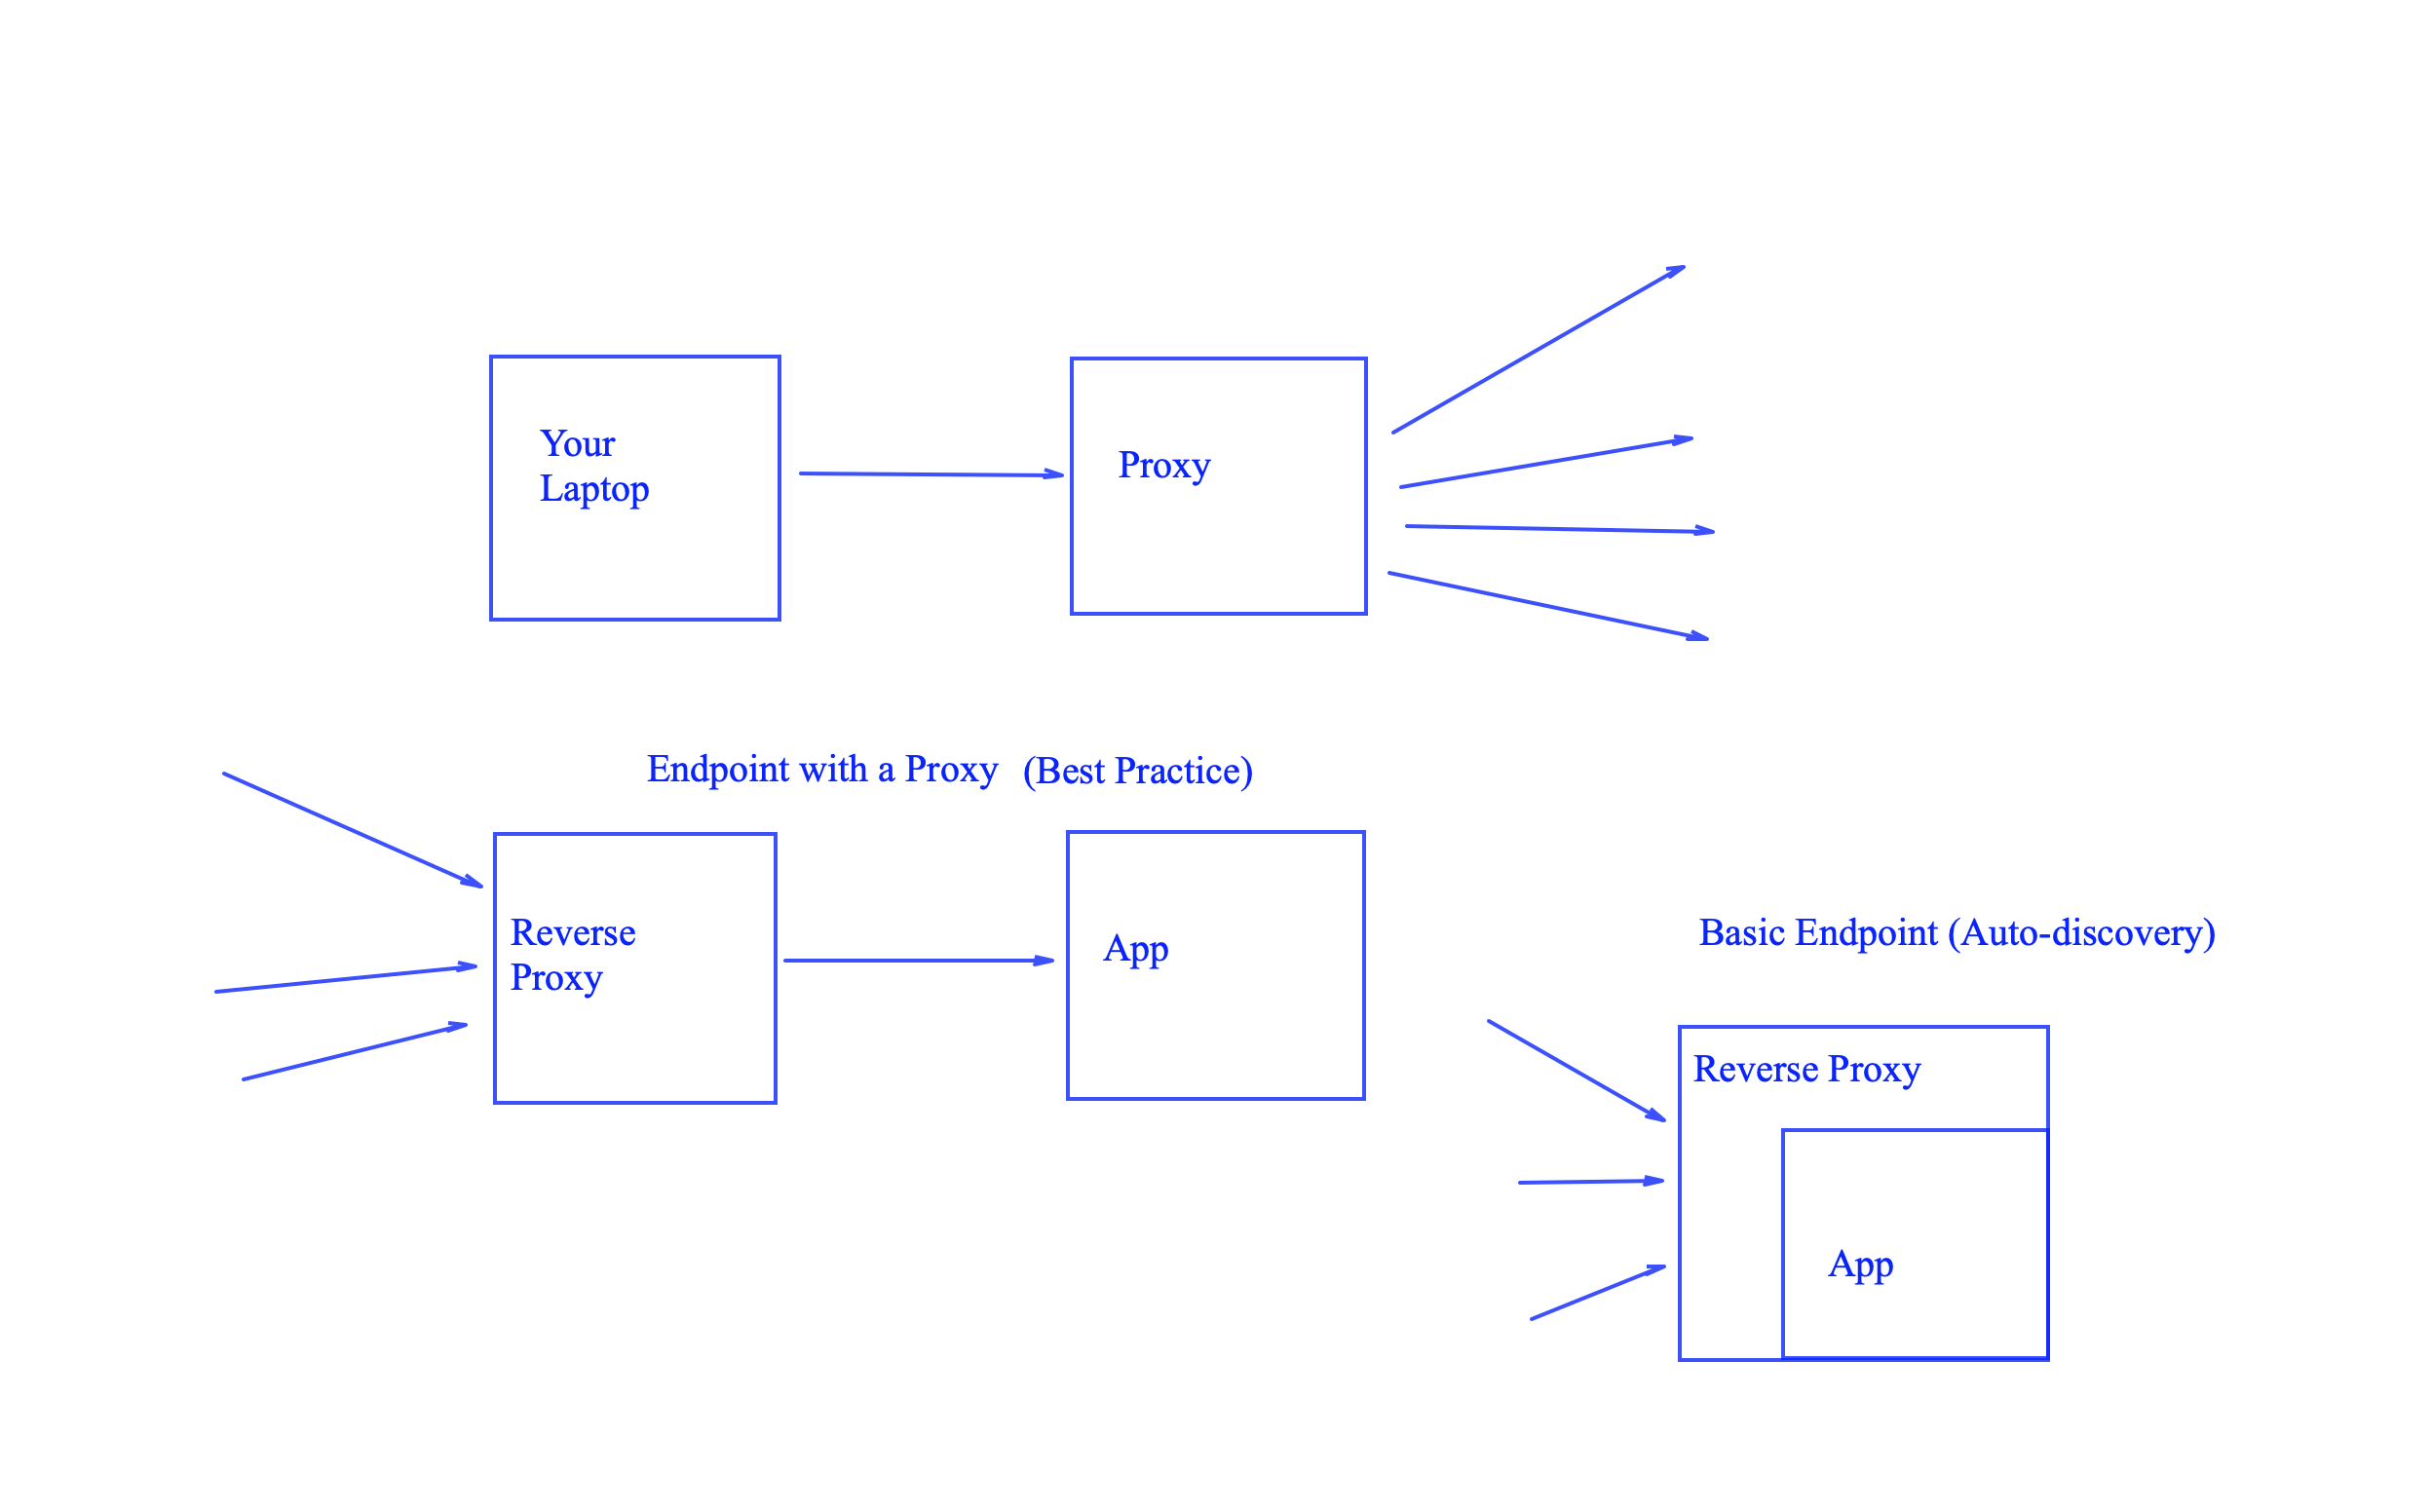 Your
Laptop
Proxy
Endpoint with a Proxy (Best Practice)
Reverse
Proxy
App
Basic Endpoint (Auto-discovery)
Reverse Proxy
App